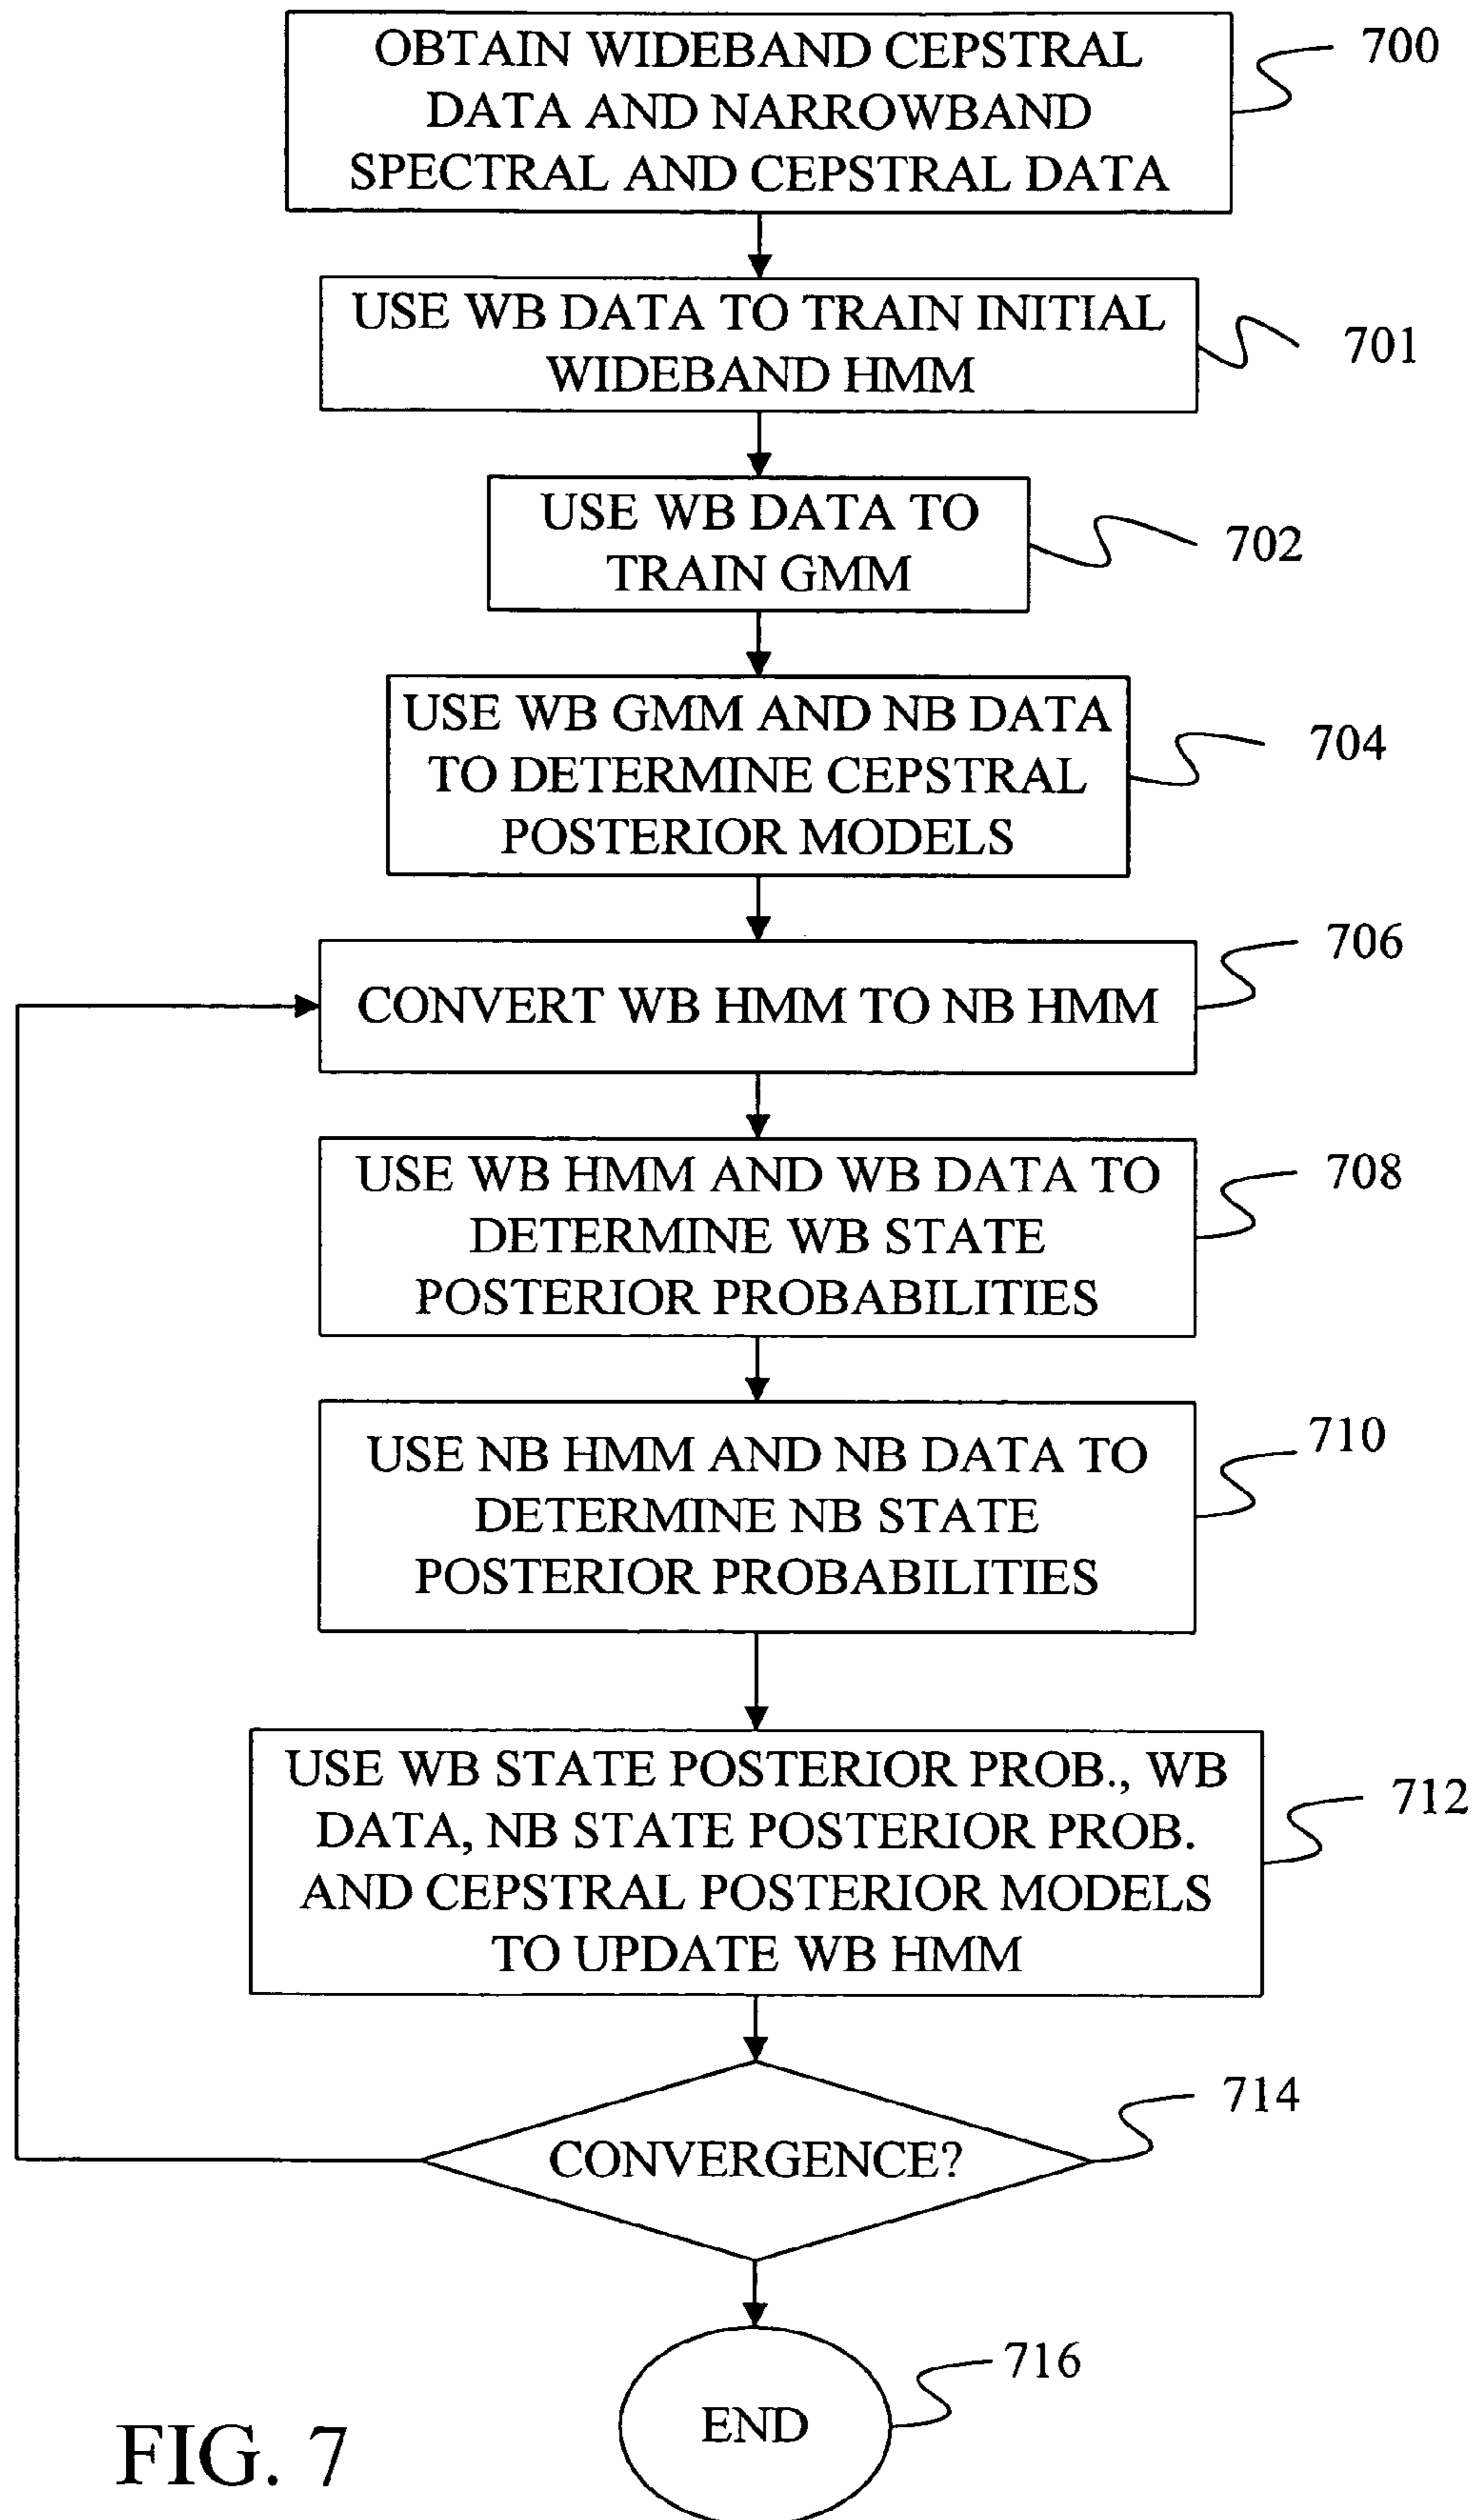 OBTAIN WIDEBAND CEPSTRAL
DATA AND NARROWBAND
SPECTRAL AND CEPSTRAL DATA
700
USE WB DATA TO TRAIN INITIAL
WIDEBAND HMM
701
USE WB DATA TO
TRAIN GMM
702
USE WB GMM AND NB DATA
TO DETERMINE CEPSTRAL
POSTERIOR MODELS
704
CONVERT WB HMM TO NB HMM
706
USE WB HMM AND WB DATA TO
DETERMINE WB STATE
POSTERIOR PROBABILITIES
708
USE NB HMM AND NB DATA TO
DETERMINE NB STATE
POSTERIOR PROBABILITIES
710
USE WB STATE POSTERIOR PROB., WB
DATA, NB STATE POSTERIOR PROB.
AND CEPSTRAL POSTERIOR MODELS
TO UPDATE WB HMM
712
CONVERGENCE?
714
END
716
FIG. 7